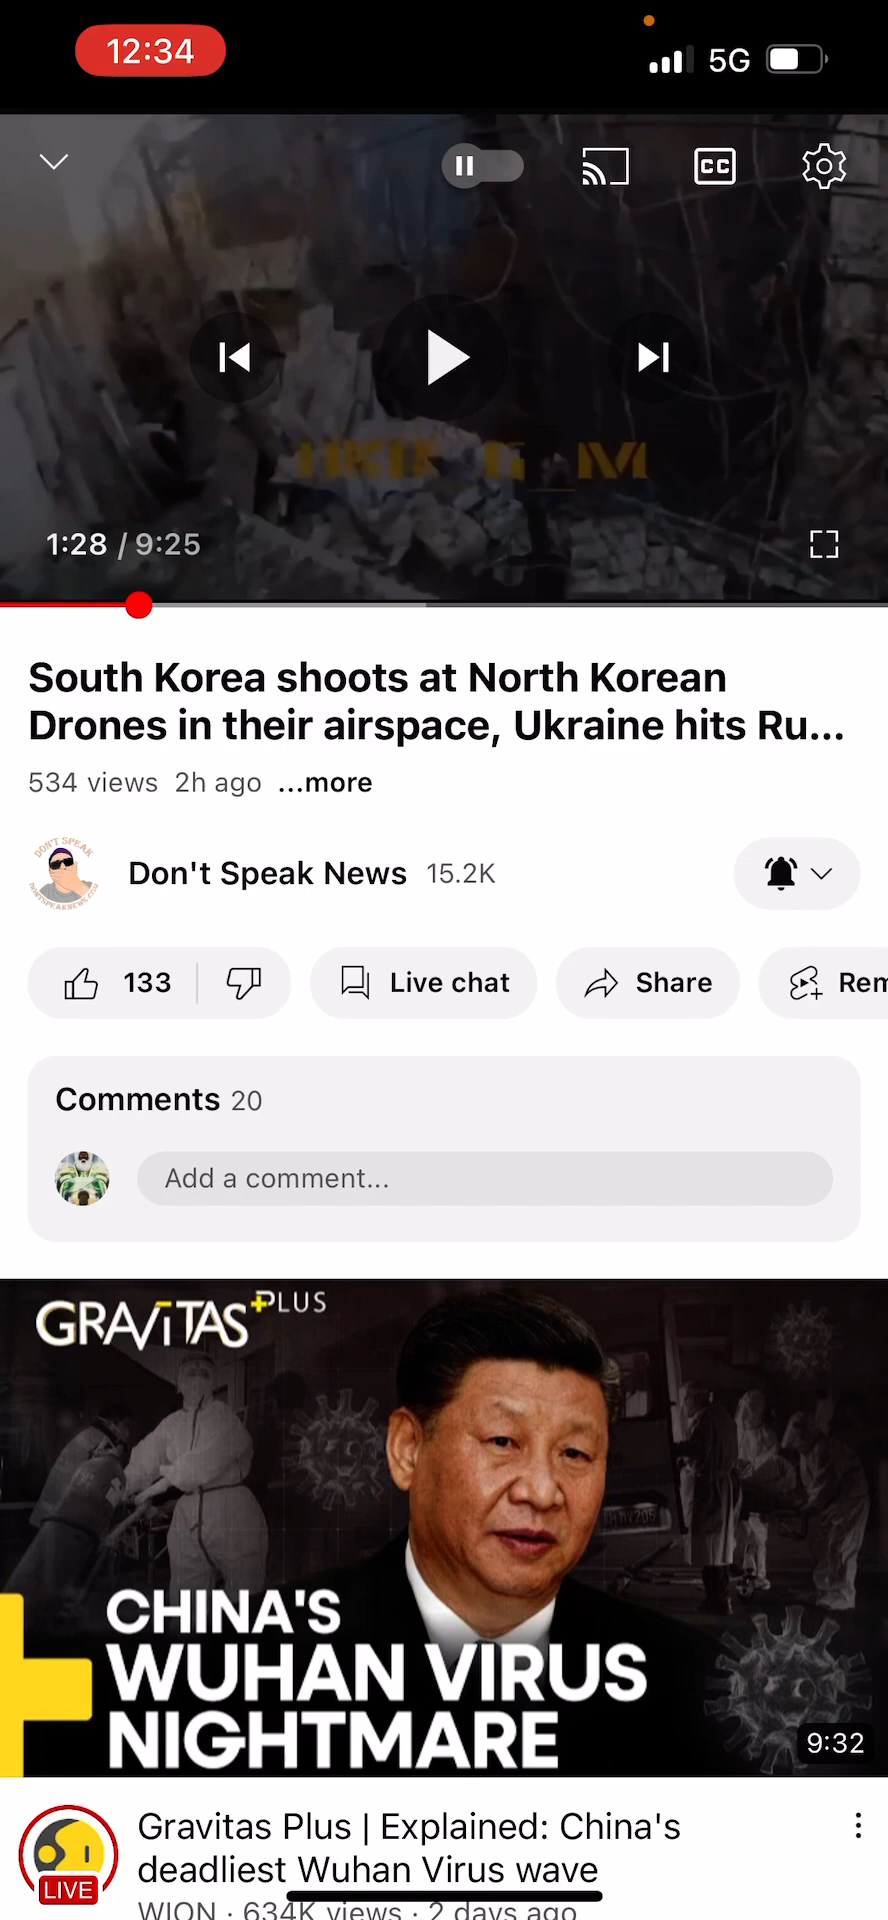 12:34
5G
CC
1:28 / 9:25
South Korea shoots at North Korean
Drones in their airspace, Ukraine hits Ru...
534 views 2h ago ...more
DON'T SPEAK
Don't Speak News 15.2K
133
Live chat
Share
Rem
Comments 20
Add a comment...
GRAVITAS PLUS
CHINA'S
WUHAN VIRUS
NIGHTMARE
9:32
Gravitas Plus | Explained: China's
deadliest Wuhan Virus wave
LIVE
WION · 634K views · 2 days ago